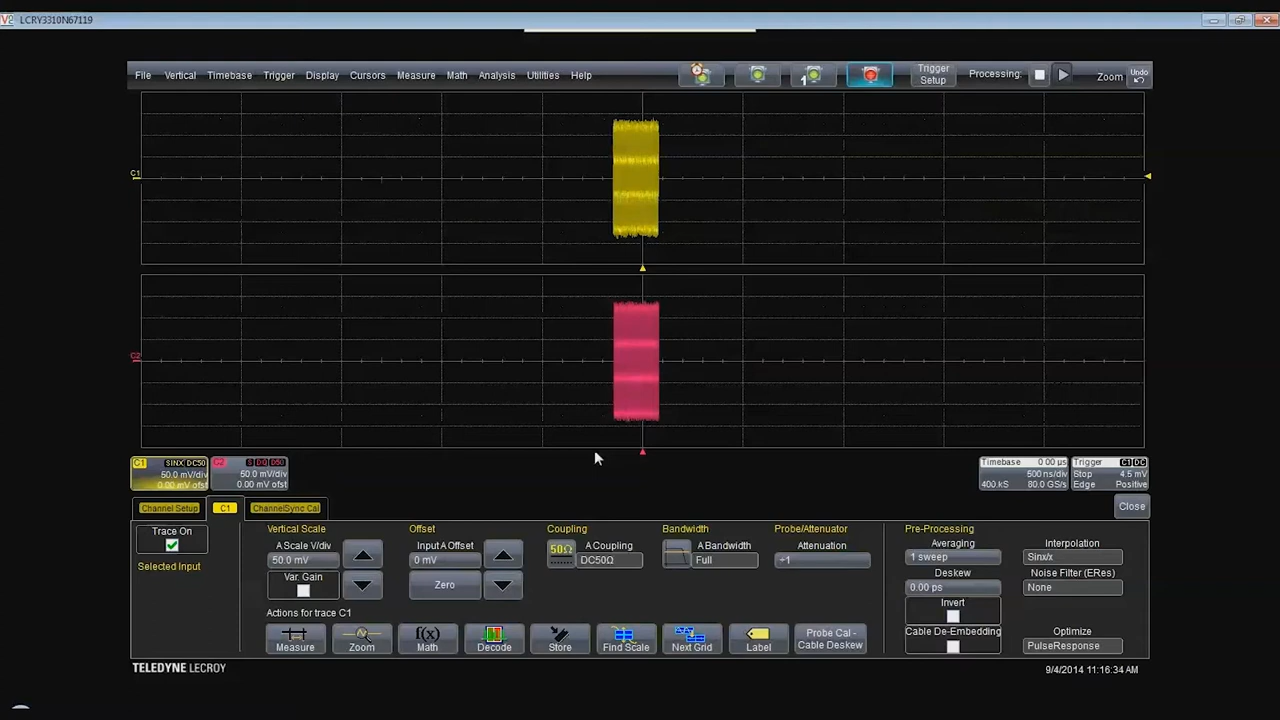 LCRY3310N67119
File Vertical Timebase Trigger Display Cursors Measure Math Analysis Utilities Help
1
Trigger
Setup
Processing:
Zoom
Undo
C1
C2
C1 SINX DC50
50.0 mV/div
0.00 mV ofst
C2
50.0 mV/div
0.00 mV ofst
Timebase 0.00 µs
500 ns/div
400.kS 80.0 GS/s
Trigger C1 DC
Stop 4.5 mV
Edge Positive
Channel Setup
C1
ChannelSync Cal
Close
Trace On
Selected Input
Vertical Scale
A Scale V/div
50.0 mV
Var. Gain
Offset
Input A Offset
0 mV
Zero
Coupling
50Ω
A Coupling
DC50Ω
Bandwidth
A Bandwidth
Full
Probe/Attenuator
Attenuation
÷1
Pre-Processing
Averaging
1 sweep
Deskew
0.00 ps
Invert
Cable De-Embedding
Interpolation
Sinx/x
Noise Filter (ERes)
None
Optimize
PulseResponse
Actions for trace C1
Measure
Zoom
f(x)
Math
Decode
Store
Find Scale
Next Grid
Label
Probe Cal -
Cable Deskew
TELEDYNE LECROY
9/4/2014 11:16:34 AM